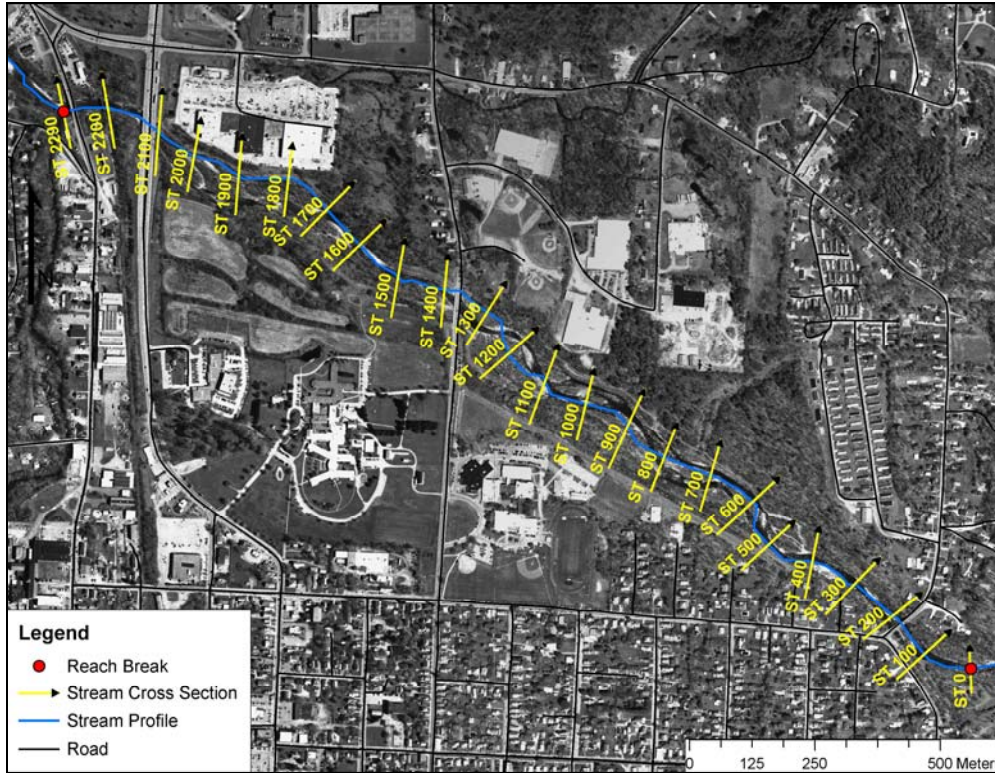 ST 2290
ST 2200
ST 2100
ST 2000
ST 1900
ST 1800
ST 1700
ST 1600
ST 1500
ST 1400
ST 1300
ST 1200
ST 1100
ST 1000
ST 900
ST 800
ST 700
ST 600
ST 500
ST 400
ST 300
ST 200
ST 100
ST 0
Legend
Reach Break
Stream Cross Section
Stream Profile
Road
0 125 250 500 Meter